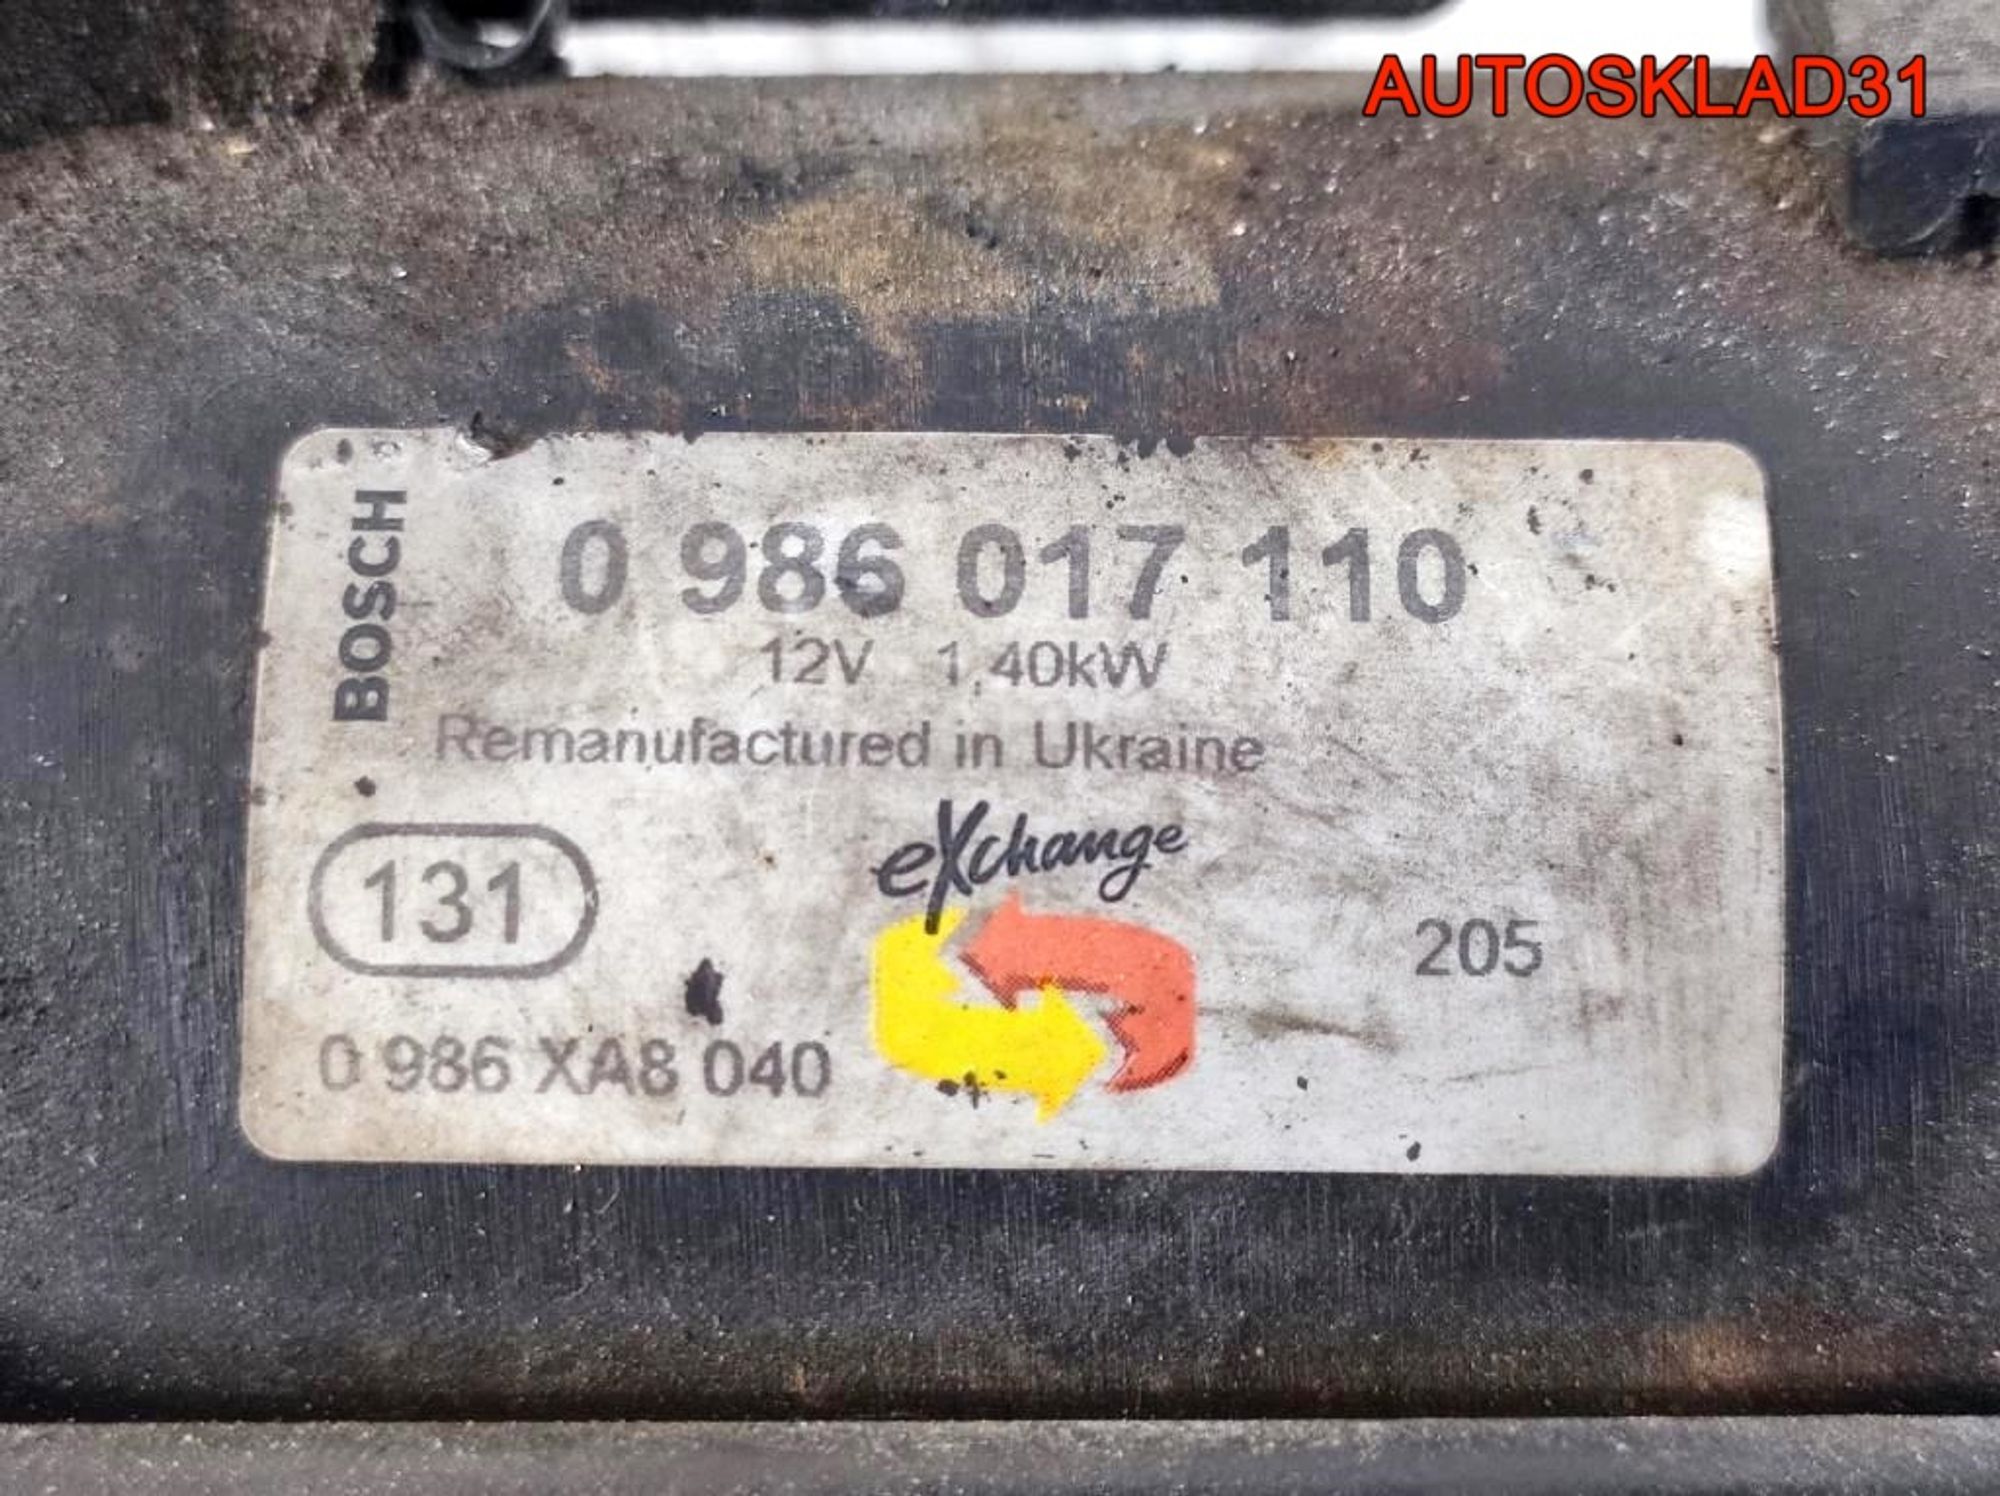 AUTOSKLAD31
BOSCH
0 986 017 110
12V 1,40kW
Remanufactured in Ukraine
eXchange
131
205
0 986 XA8 040